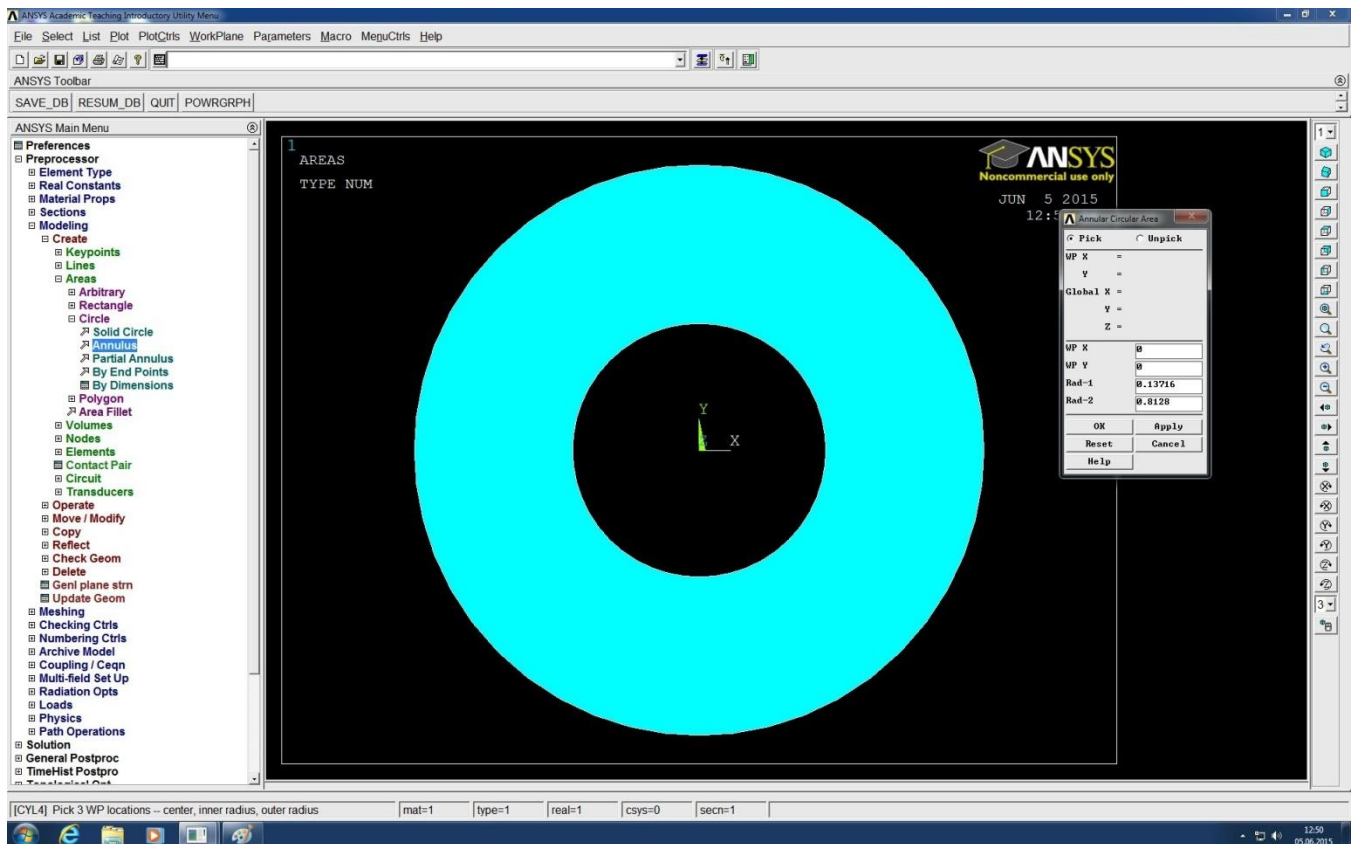 ANSYS Academic Teaching Introductory Utility Menu
File Select List Plot PlotCtrls WorkPlane Parameters Macro MenuCtrls Help
ANSYS Toolbar
SAVE_DB RESUM_DB QUIT POWRGRPH
ANSYS Main Menu
Preferences
Preprocessor
Element Type
Real Constants
Material Props
Sections
Modeling
Create
Keypoints
Lines
Areas
Arbitrary
Rectangle
Circle
Solid Circle
Annulus
Partial Annulus
By End Points
By Dimensions
Polygon
Area Fillet
Volumes
Nodes
Elements
Contact Pair
Circuit
Transducers
Operate
Move / Modify
Copy
Reflect
Check Geom
Delete
Genl plane strn
Update Geom
Meshing
Checking Ctrls
Numbering Ctrls
Archive Model
Coupling / Ceqn
Multi-field Set Up
Radiation Opts
Loads
Physics
Path Operations
Solution
General Postproc
TimeHist Postpro
1
AREAS
TYPE NUM
ANSYS
Noncommercial use only
JUN 5 2015
12:5
Y
X
Annular Circular Area
Pick Unpick
WP X =
Y =
Global X =
Y =
Z =
WP X 0
WP Y 0
Rad-1 0.13716
Rad-2 0.8128
OK Apply
Reset Cancel
Help
1
3
[CYL4] Pick 3 WP locations -- center, inner radius, outer radius
mat=1 type=1 real=1 csys=0 secn=1
12:50
05.06.2015